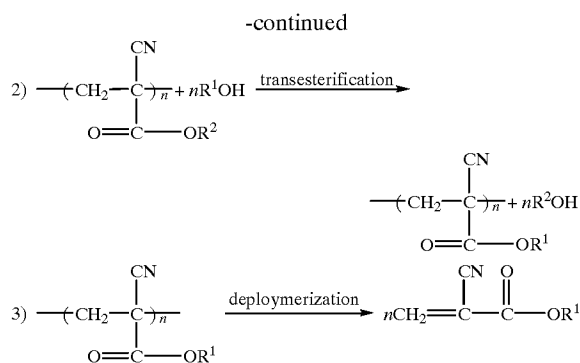 -continued
CN
2) —(CH₂—C—)ₙ + nR¹OH transesterification
O=C—OR²
CN
—(CH₂—C—)ₙ + nR²OH
O=C—OR¹
CN
3) —(CH₂—C—)ₙ deploymerization
O=C—OR¹
CN O
nCH₂=C—C—OR¹